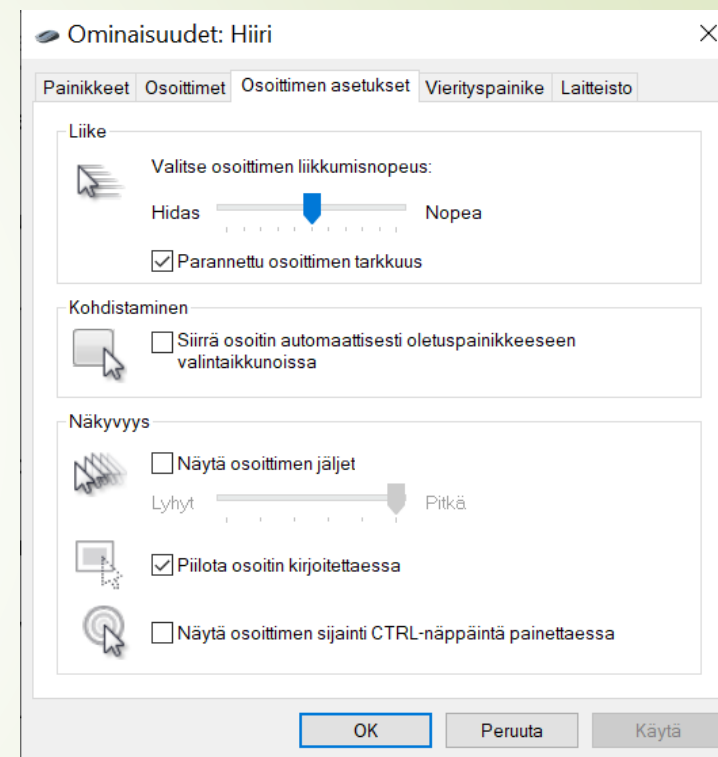 Ominaisuudet: Hiiri
Painikkeet Osoittimet Osoittimen asetukset Vierityspainike Laitteisto
Liike
Valitse osoittimen liikkumisnopeus:
Hidas Nopea
Parannettu osoittimen tarkkuus
Kohdistaminen
Siirrä osoitin automaattisesti oletuspainikkeeseen
valintaikkunoissa
Näkyvyys
Näytä osoittimen jäljet
Lyhyt Pitkä
Piilota osoitin kirjoitettaessa
Näytä osoittimen sijainti CTRL-näppäintä painettaessa
OK Peruuta Käytä